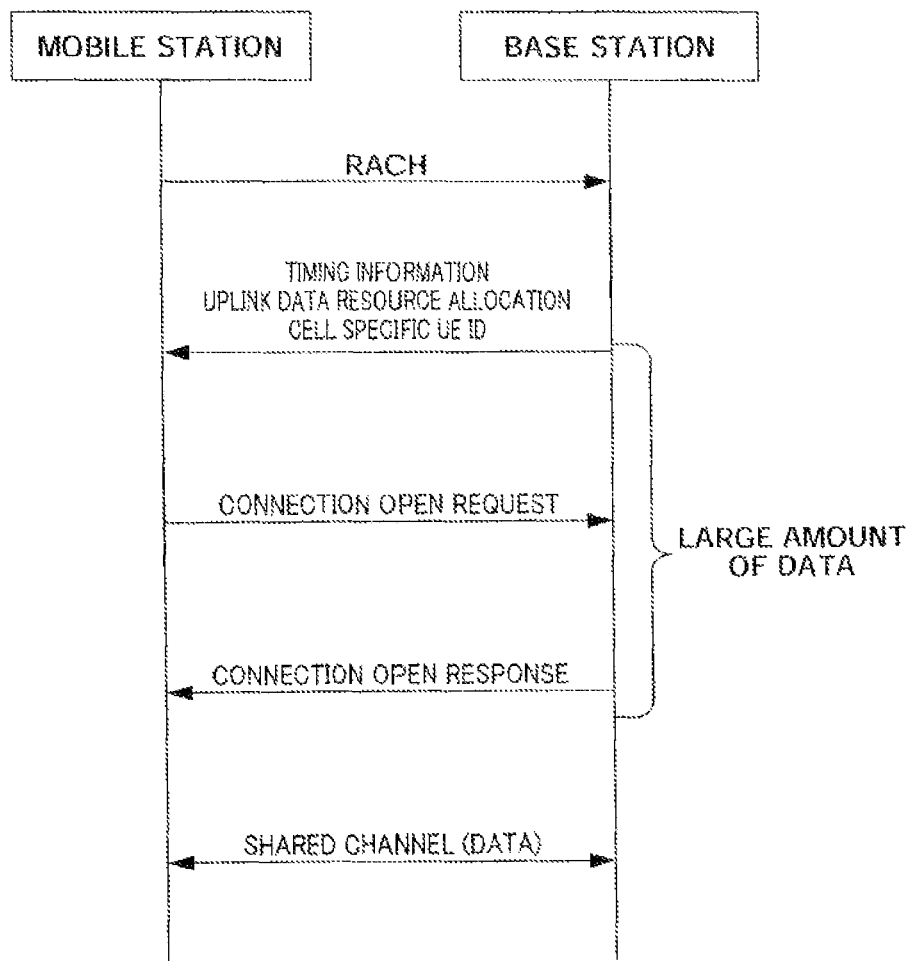 MOBILE STATION
BASE STATION
RACH
TIMING INFORMATION
UPLINK DATA RESOURCE ALLOCATION
CELL SPECIFIC UE ID
CONNECTION OPEN REQUEST
LARGE AMOUNT
OF DATA
CONNECTION OPEN RESPONSE
SHARED CHANNEL (DATA)